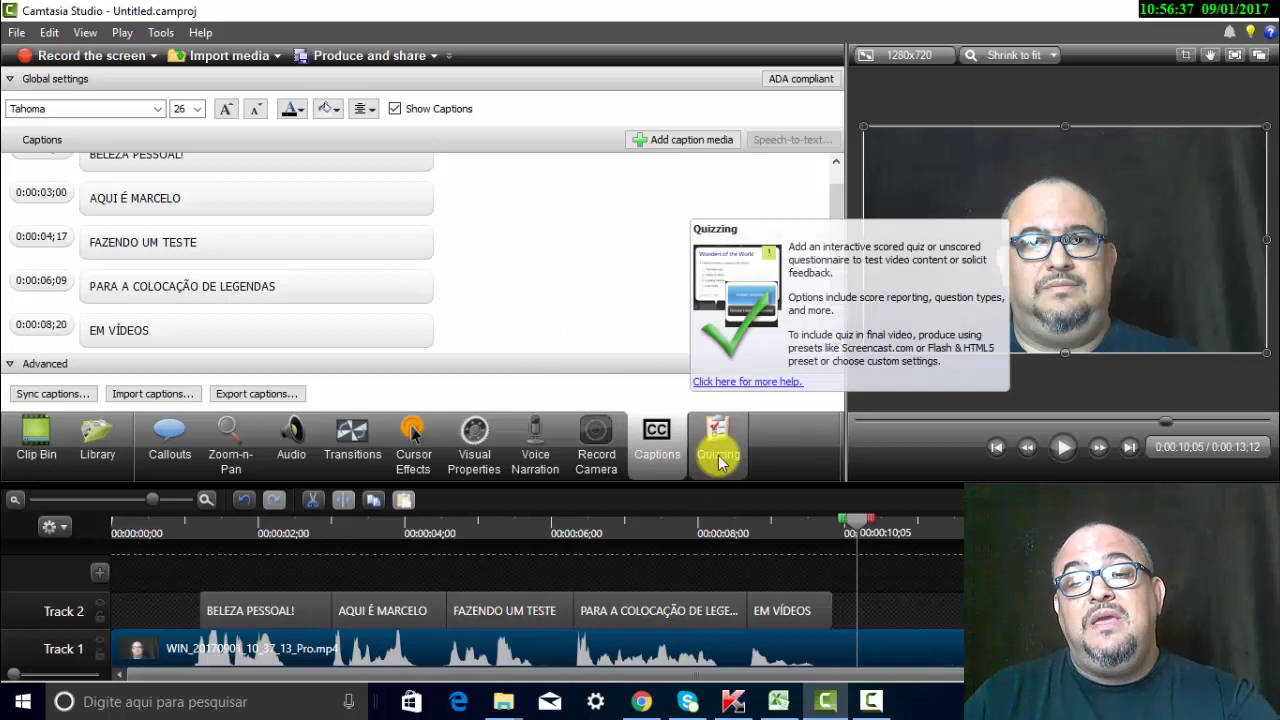 Camtasia Studio - Untitled.camproj
10:56:37 09/01/2017
File Edit View Play Tools Help
Record the screen Import media Produce and share
1280x720 Shrink to fit
Global settings
ADA compliant
Tahoma 26 Show Captions
Captions
Add caption media Speech-to-text...
BELEZA PESSOAL!
0:00:03;00 AQUI É MARCELO
0:00:04;17 FAZENDO UM TESTE
0:00:06;09 PARA A COLOCAÇÃO DE LEGENDAS
0:00:08;20 EM VÍDEOS
Quizzing
Wonders of the World
Add an interactive scored quiz or unscored
questionnaire to test video content or solicit
feedback.
Options include score reporting, question types,
and more.
To include quiz in final video, produce using
presets like Screencast.com or Flash & HTML5
preset or choose custom settings.
Click here for more help.
Advanced
Sync captions... Import captions... Export captions...
CC
Clip Bin Library Callouts Zoom-n-Pan Audio Transitions Cursor Effects Visual Properties Voice Narration Record Camera Captions Quizzing
0:00:10;05 / 0:00:13;12
00:00:00;00 00:00:02;00 00:00:04;00 00:00:06;00 00:00:08;00 00: 00:00:10;05
Track 2 BELEZA PESSOAL! AQUI É MARCELO FAZENDO UM TESTE PARA A COLOCAÇÃO DE LEGE... EM VÍDEOS
Track 1 WIN_20170901_10_37_13_Pro.mp4
Digite aqui para pesquisar